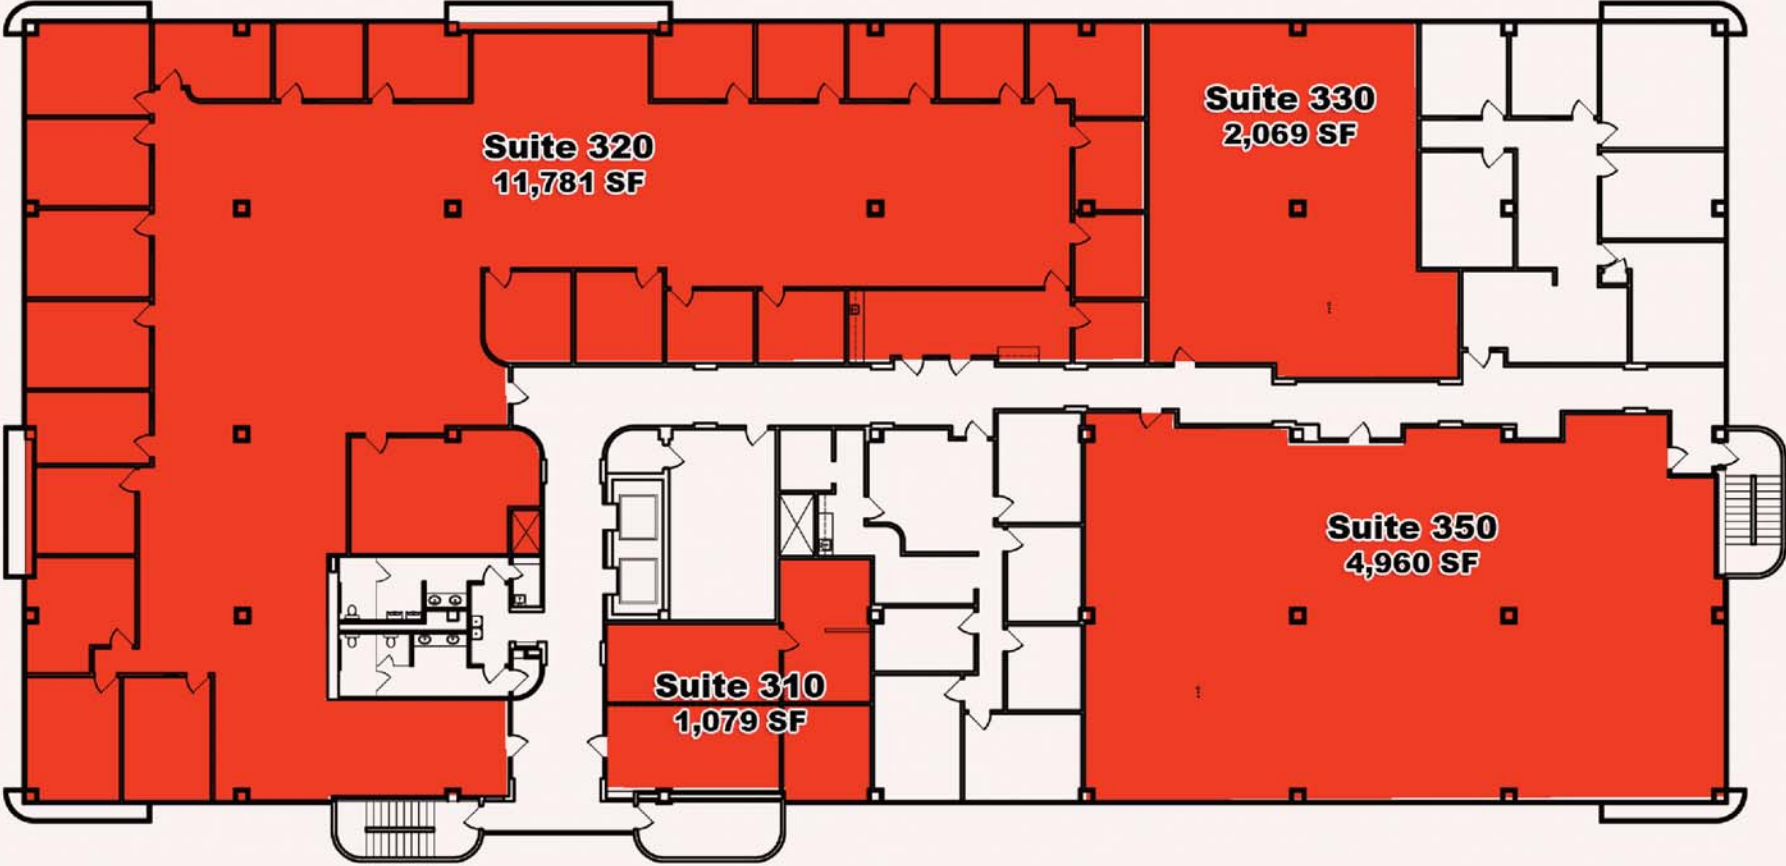 Suite 320
11,781 SF
Suite 330
2,069 SF
Suite 350
4,960 SF
Suite 310
1,079 SF